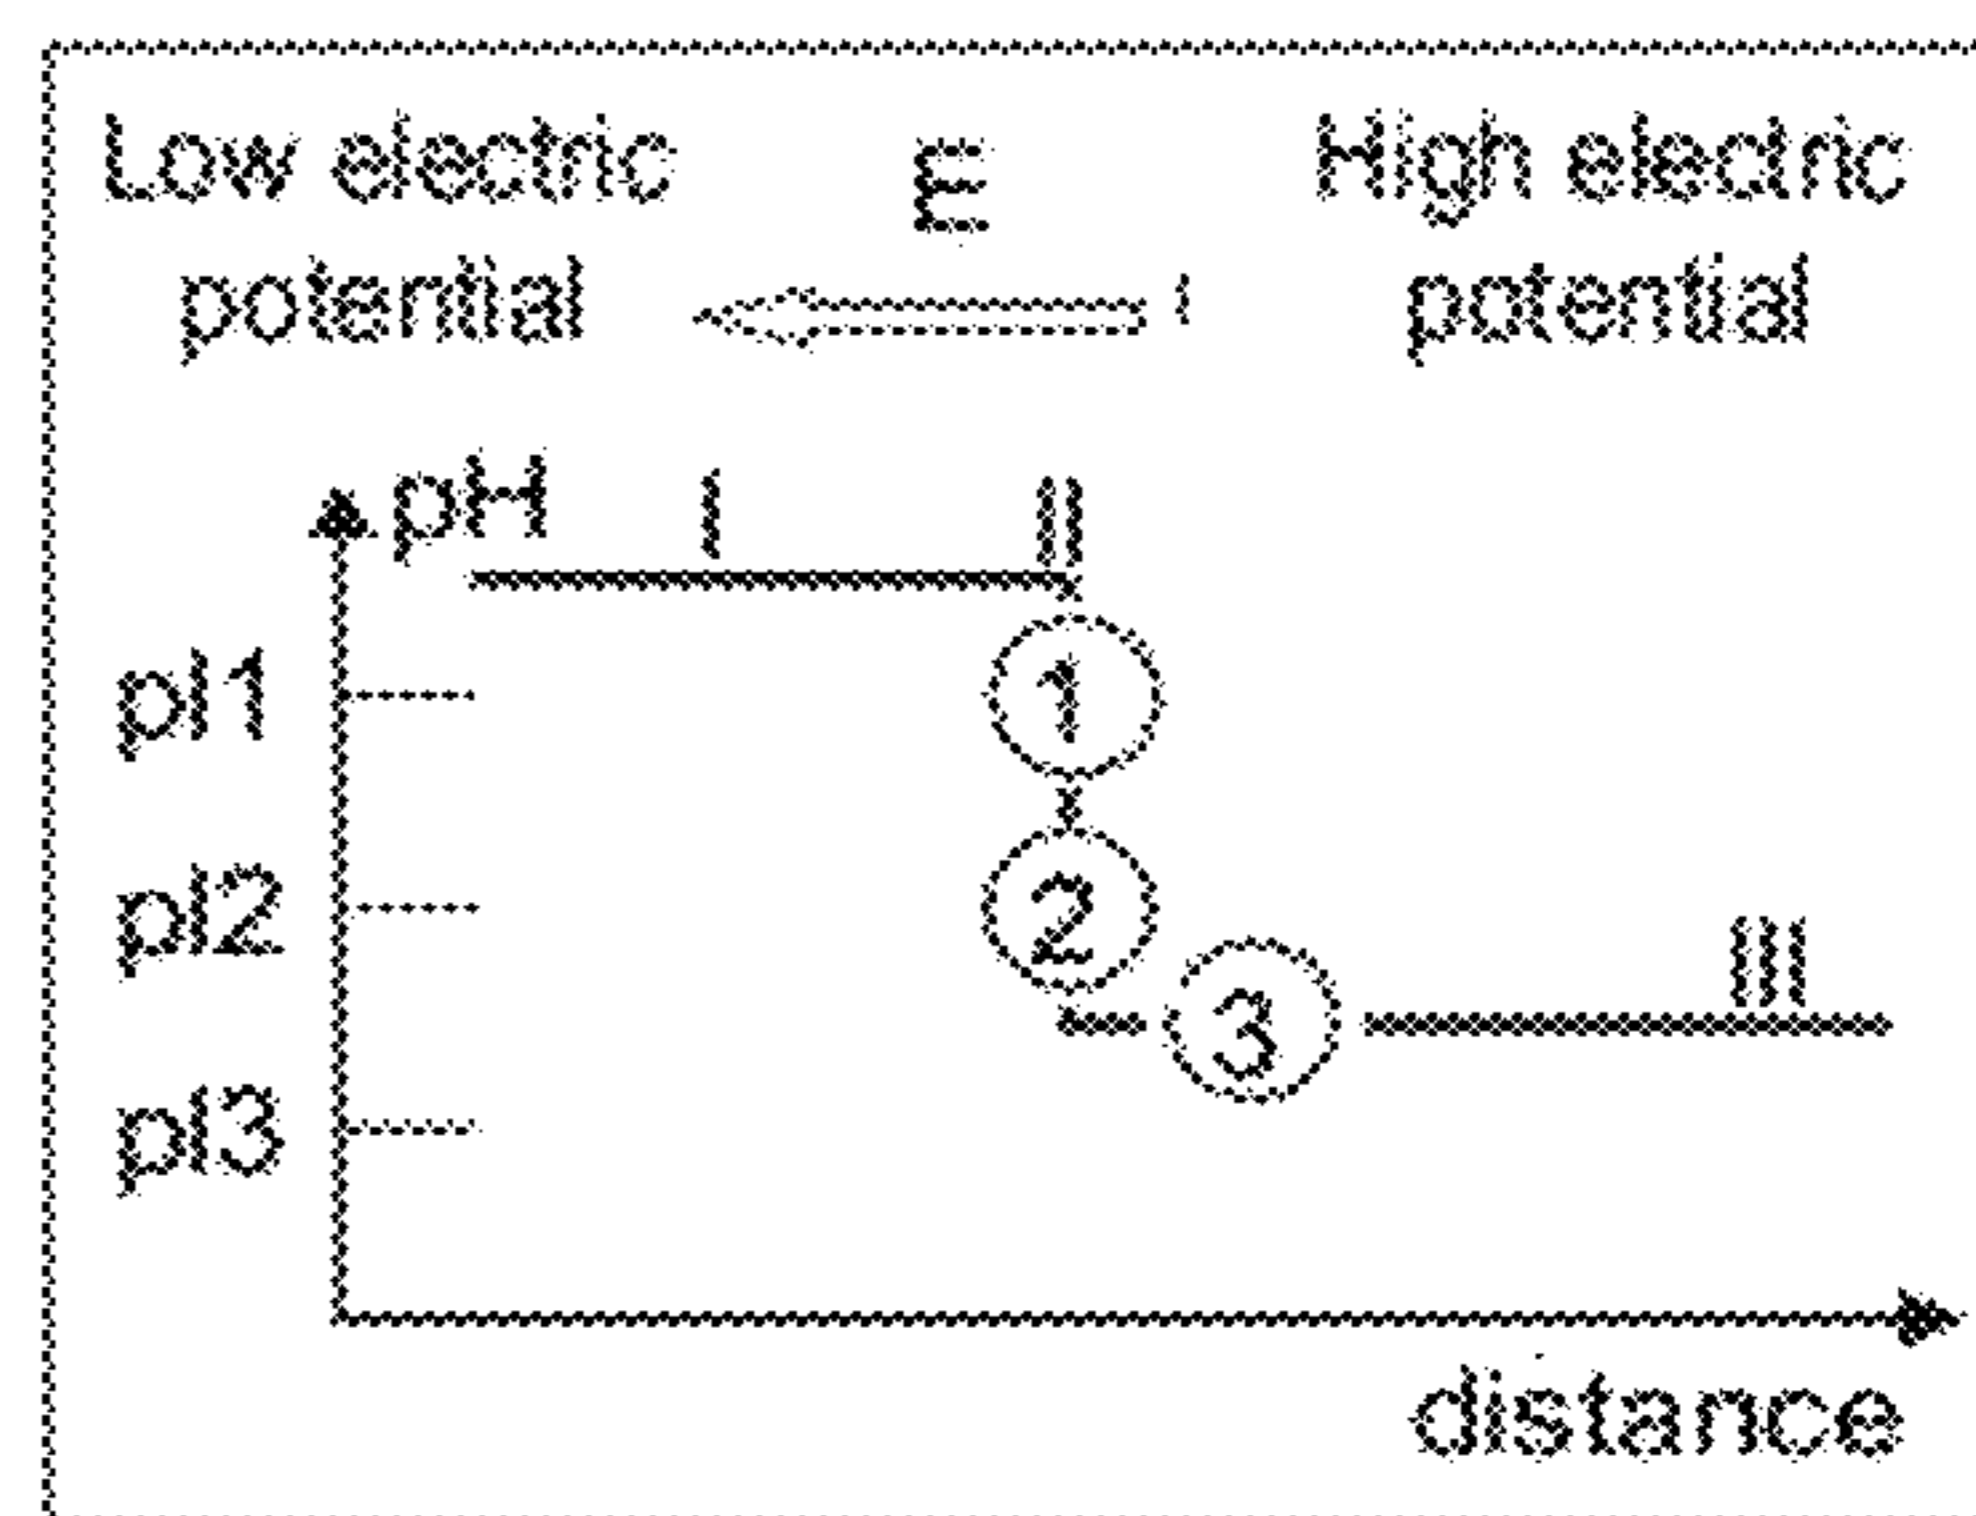 Low electric potential
E
High electric potential
pH
I
II
pI1
1
pI2
2
III
3
pI3
distance